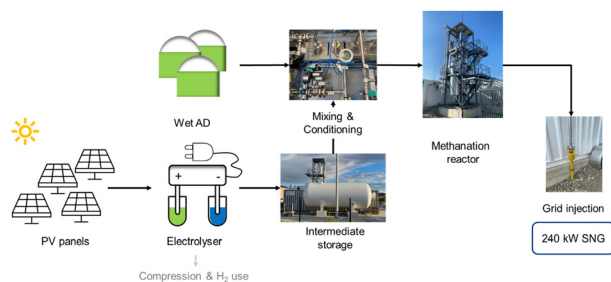 Wet AD
Mixing &
Conditioning
Methanation
reactor
PV panels
+ -
Electrolyser
Intermediate
storage
Grid injection
240 kW SNG
Compression & H₂ use